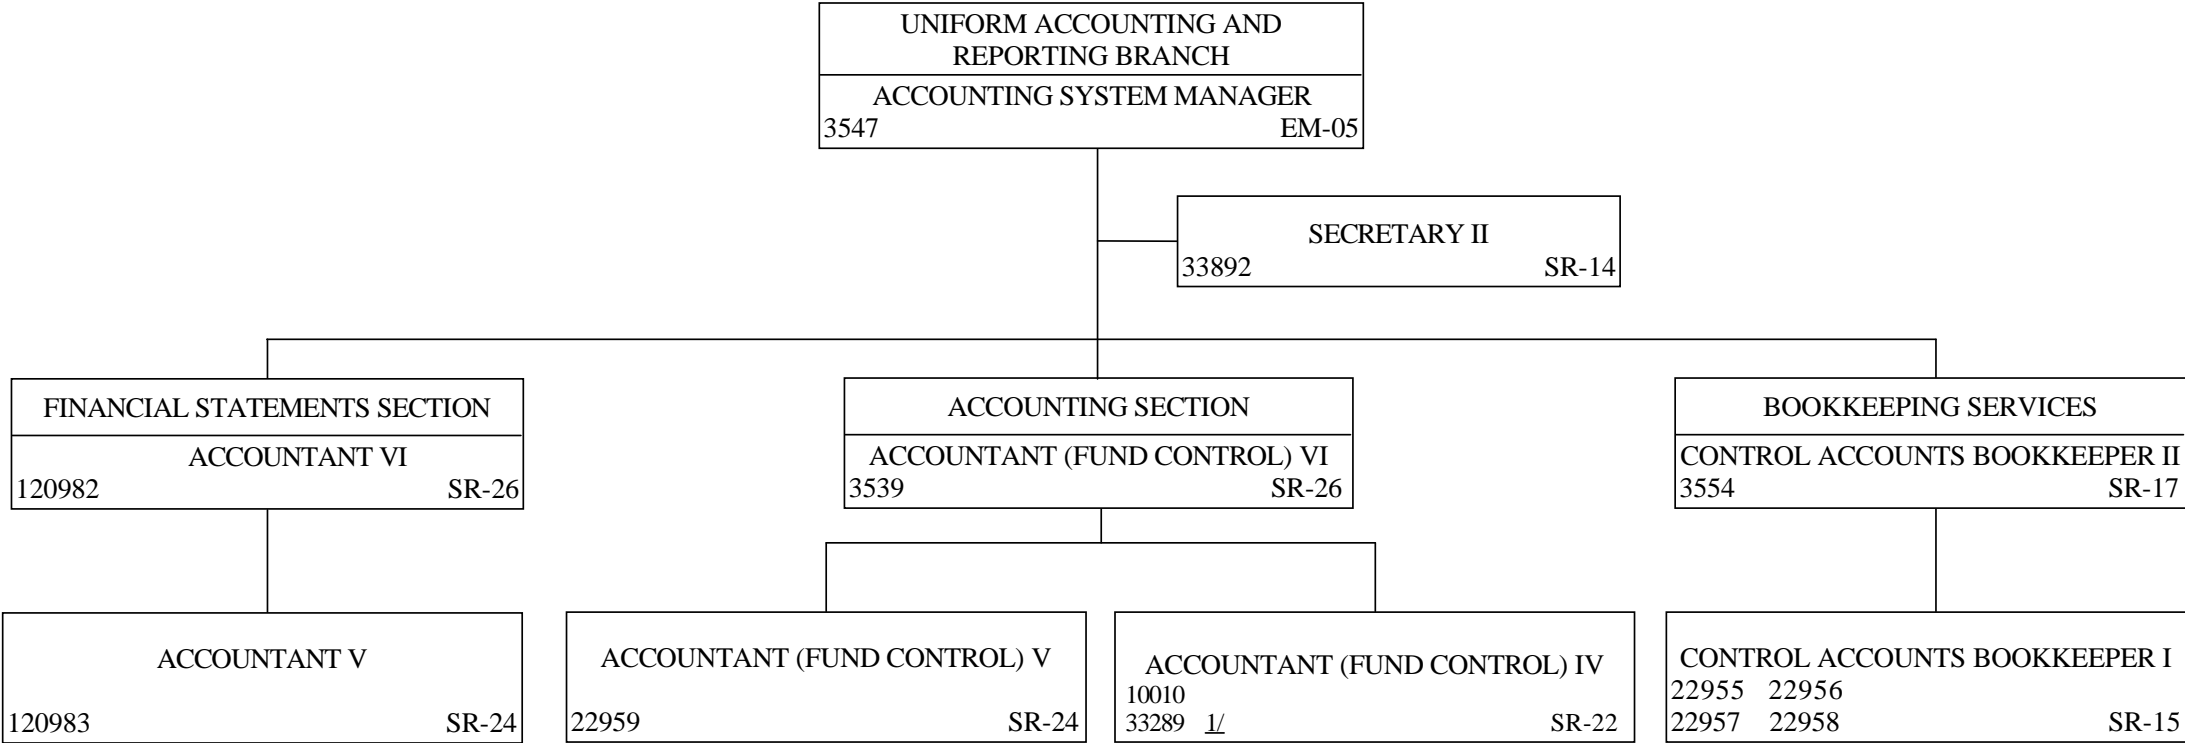 UNIFORM ACCOUNTING AND
REPORTING BRANCH
ACCOUNTING SYSTEM MANAGER
3547 EM-05
SECRETARY II
33892 SR-14
FINANCIAL STATEMENTS SECTION
ACCOUNTANT VI
120982 SR-26
ACCOUNTING SECTION
ACCOUNTANT (FUND CONTROL) VI
3539 SR-26
BOOKKEEPING SERVICES
CONTROL ACCOUNTS BOOKKEEPER II
3554 SR-17
ACCOUNTANT V
120983 SR-24
ACCOUNTANT (FUND CONTROL) V
22959 SR-24
ACCOUNTANT (FUND CONTROL) IV
10010
33289 1/ SR-22
CONTROL ACCOUNTS BOOKKEEPER I
22955 22956
22957 22958 SR-15